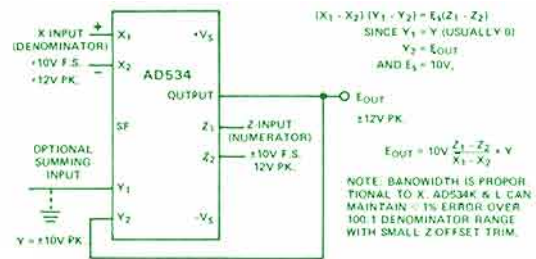 X INPUT
(DENOMINATOR)
+10V F.S.
+12V PK.
+
−
X₁
X₂
+Vₛ
AD534
OUTPUT
SF
Z₁
Z₂
Y₁
Y₂
−Vₛ
OPTIONAL
SUMMING
INPUT
Y = ±10V PK
Z-INPUT
(NUMERATOR)
±10V F.S.
12V PK.
E_OUT
±12V PK
(X₁ - X₂) (Y₁ - Y₂) = Eₛ(Z₁ - Z₂)
SINCE Y₁ = Y (USUALLY 0)
Y₂ = E_OUT
AND Eₛ = 10V,
E_OUT = 10V (Z₁ - Z₂)/(X₁ - X₂) + Y
NOTE: BANDWIDTH IS PROPOR
TIONAL TO X. AD534K & L CAN
MAINTAIN 1% ERROR OVER
100:1 DENOMINATOR RANGE
WITH SMALL Z OFFSET TRIM.